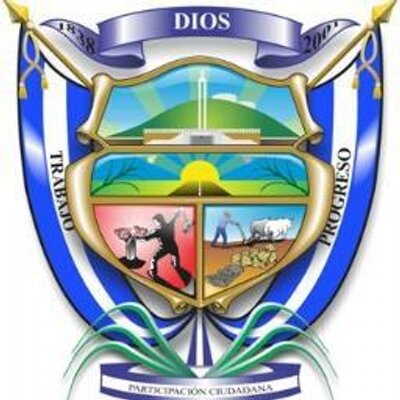 DIOS
1838
2001
TRABAJO
PROGRESO
PARTICIPACIÓN CIUDADANA